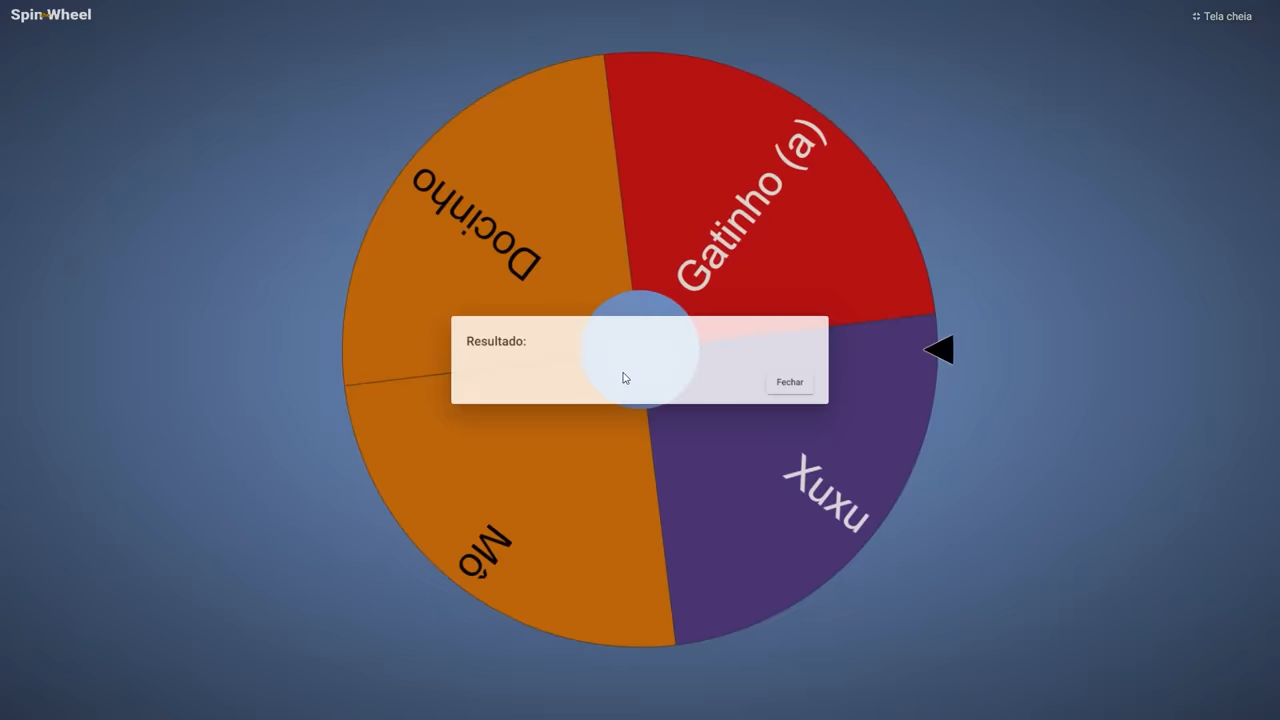 Spin Wheel
Tela cheia
Gatinho (a)
Docinho
Resultado:
Fechar
Xuxu
Mô